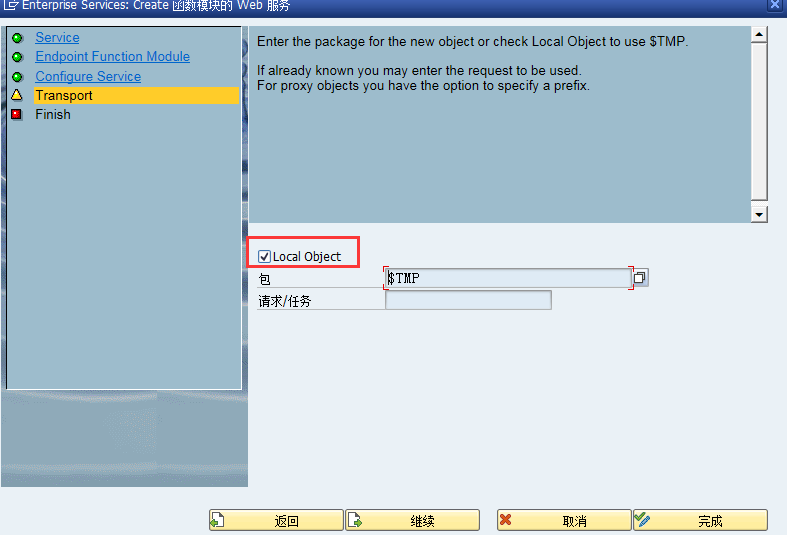 Enterprise Services: Create 函数模块的 Web 服务
Service
Endpoint Function Module
Configure Service
Transport
Finish
Enter the package for the new object or check Local Object to use $TMP.
If already known you may enter the request to be used.
For proxy objects you have the option to specify a prefix.
Local Object
包 $TMP
请求/任务
返回 继续 取消 完成